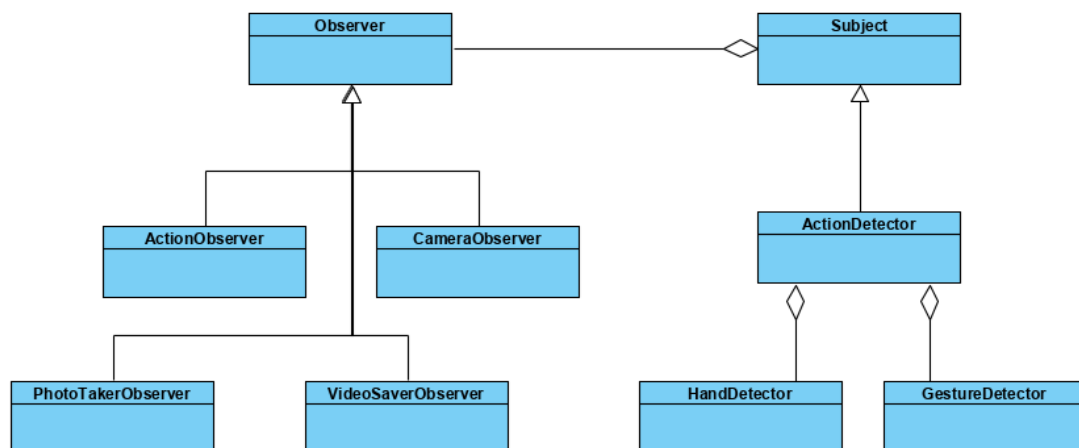 Observer
Subject
ActionObserver
CameraObserver
ActionDetector
PhotoTakerObserver
VideoSaverObserver
HandDetector
GestureDetector